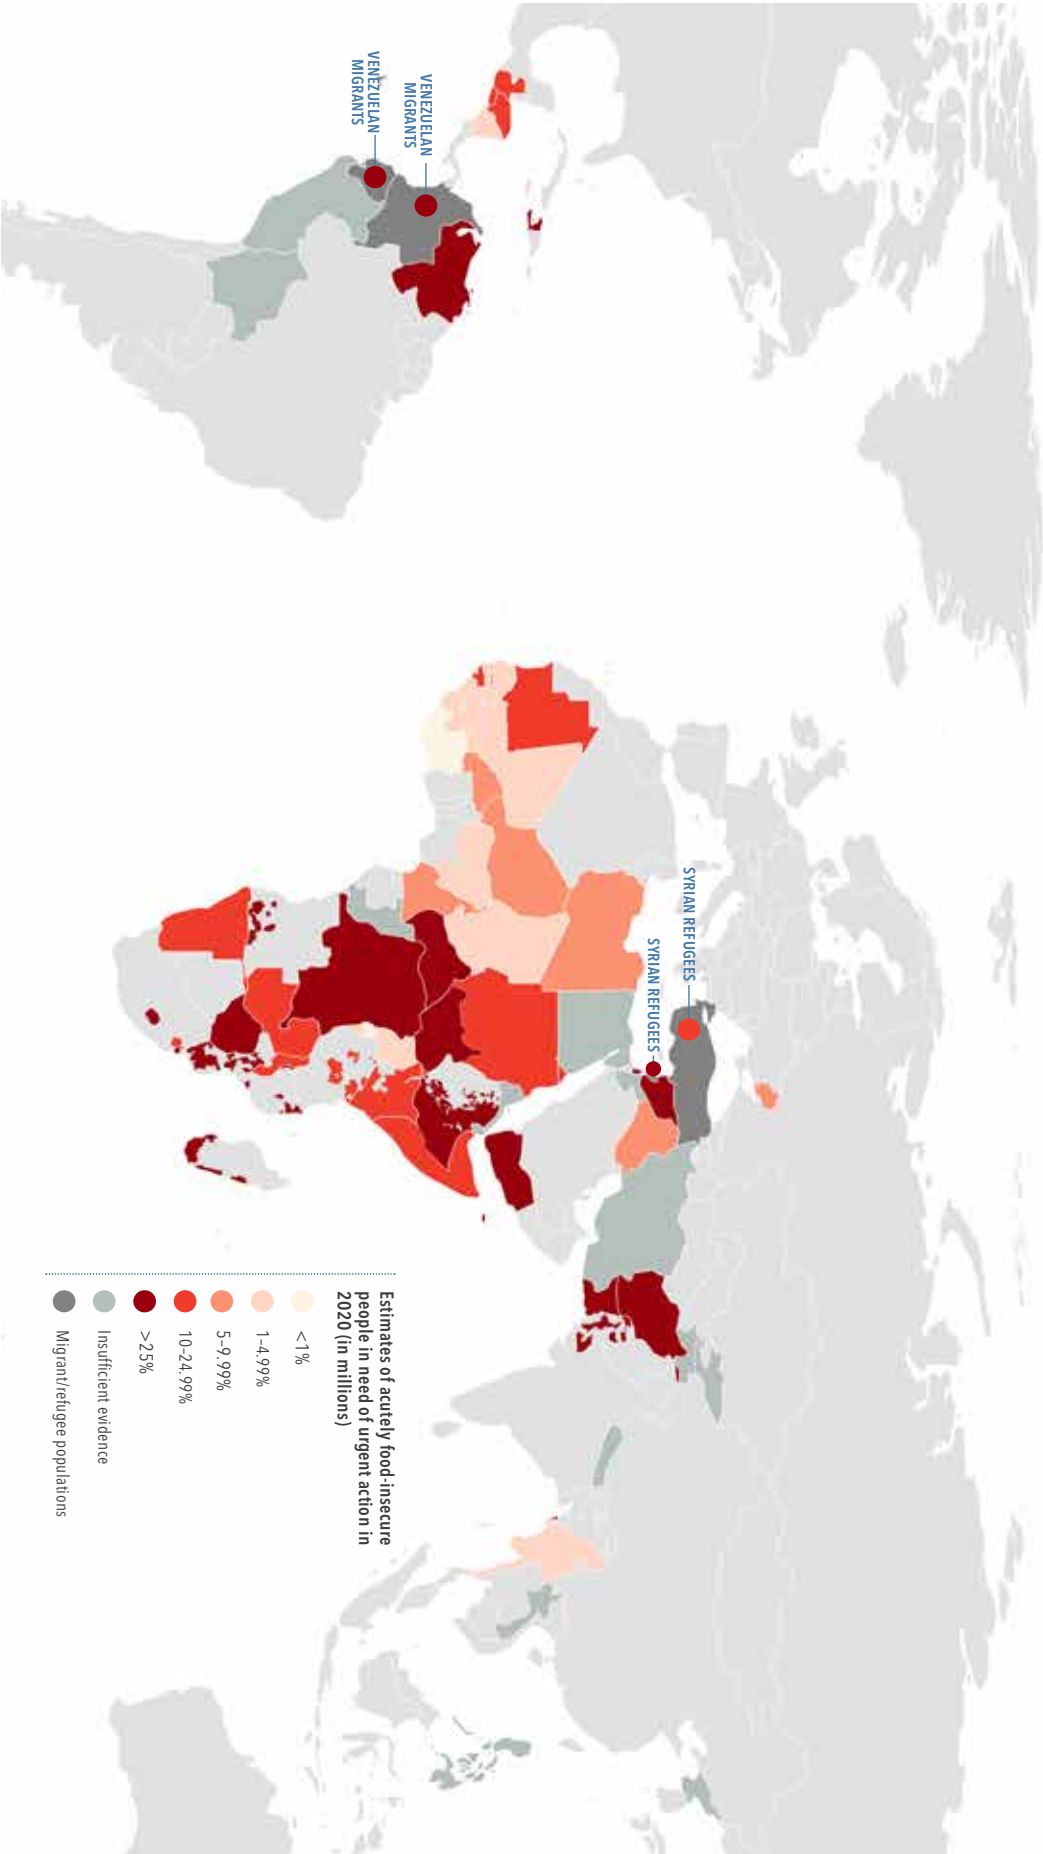 VENEZUELAN
MIGRANTS
VENEZUELAN
MIGRANTS
SYRIAN REFUGEES
SYRIAN REFUGEES
Estimates of acutely food-insecure
people in need of urgent action in
2020 (in millions)
<1%
1-4.99%
5-9.99%
10-24.99%
>25%
Insufficient evidence
Migrant/refugee populations